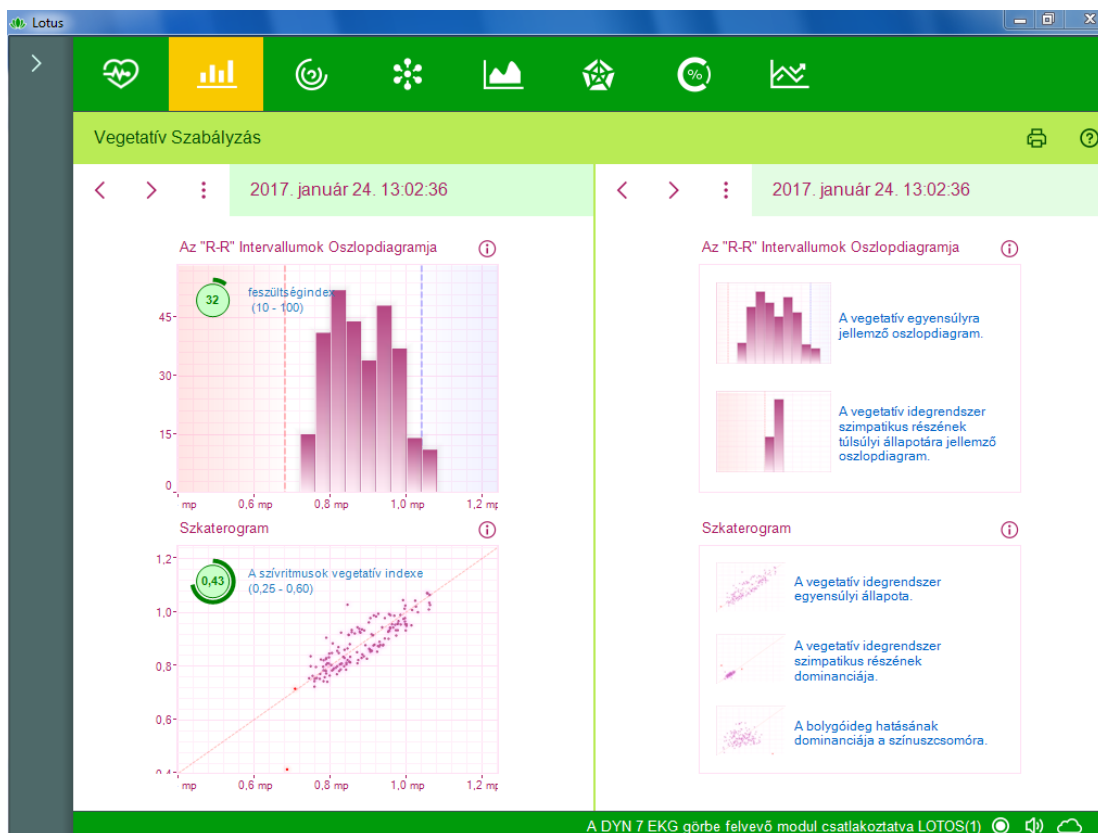 Lotus
Vegetatív Szabályzás
2017. január 24. 13:02:36
Az "R-R" Intervallumok Oszlopdiagramja
32
feszültségindex
(10 - 100)
45
30
15
0
mp 0,6 mp 0,8 mp 1,0 mp 1,2 mp
Szkaterogram
0,43
A szívritmusok vegetatív indexe
(0,25 - 0,60)
1,2
1,0
0,8
0,6
0,4
mp 0,6 mp 0,8 mp 1,0 mp 1,2 mp
2017. január 24. 13:02:36
Az "R-R" Intervallumok Oszlopdiagramja
A vegetatív egyensúlyra
jellemző oszlopdiagram.
A vegetatív idegrendszer
szimpatikus részének
túlsúlyi állapotára jellemző
oszlopdiagram.
Szkaterogram
A vegetatív idegrendszer
egyensúlyi állapota.
A vegetatív idegrendszer
szimpatikus részének
dominanciája.
A bolygóideg hatásának
dominanciája a színuszcsomóra.
A DYN 7 EKG görbe felvevő modul csatlakoztatva LOTOS(1)